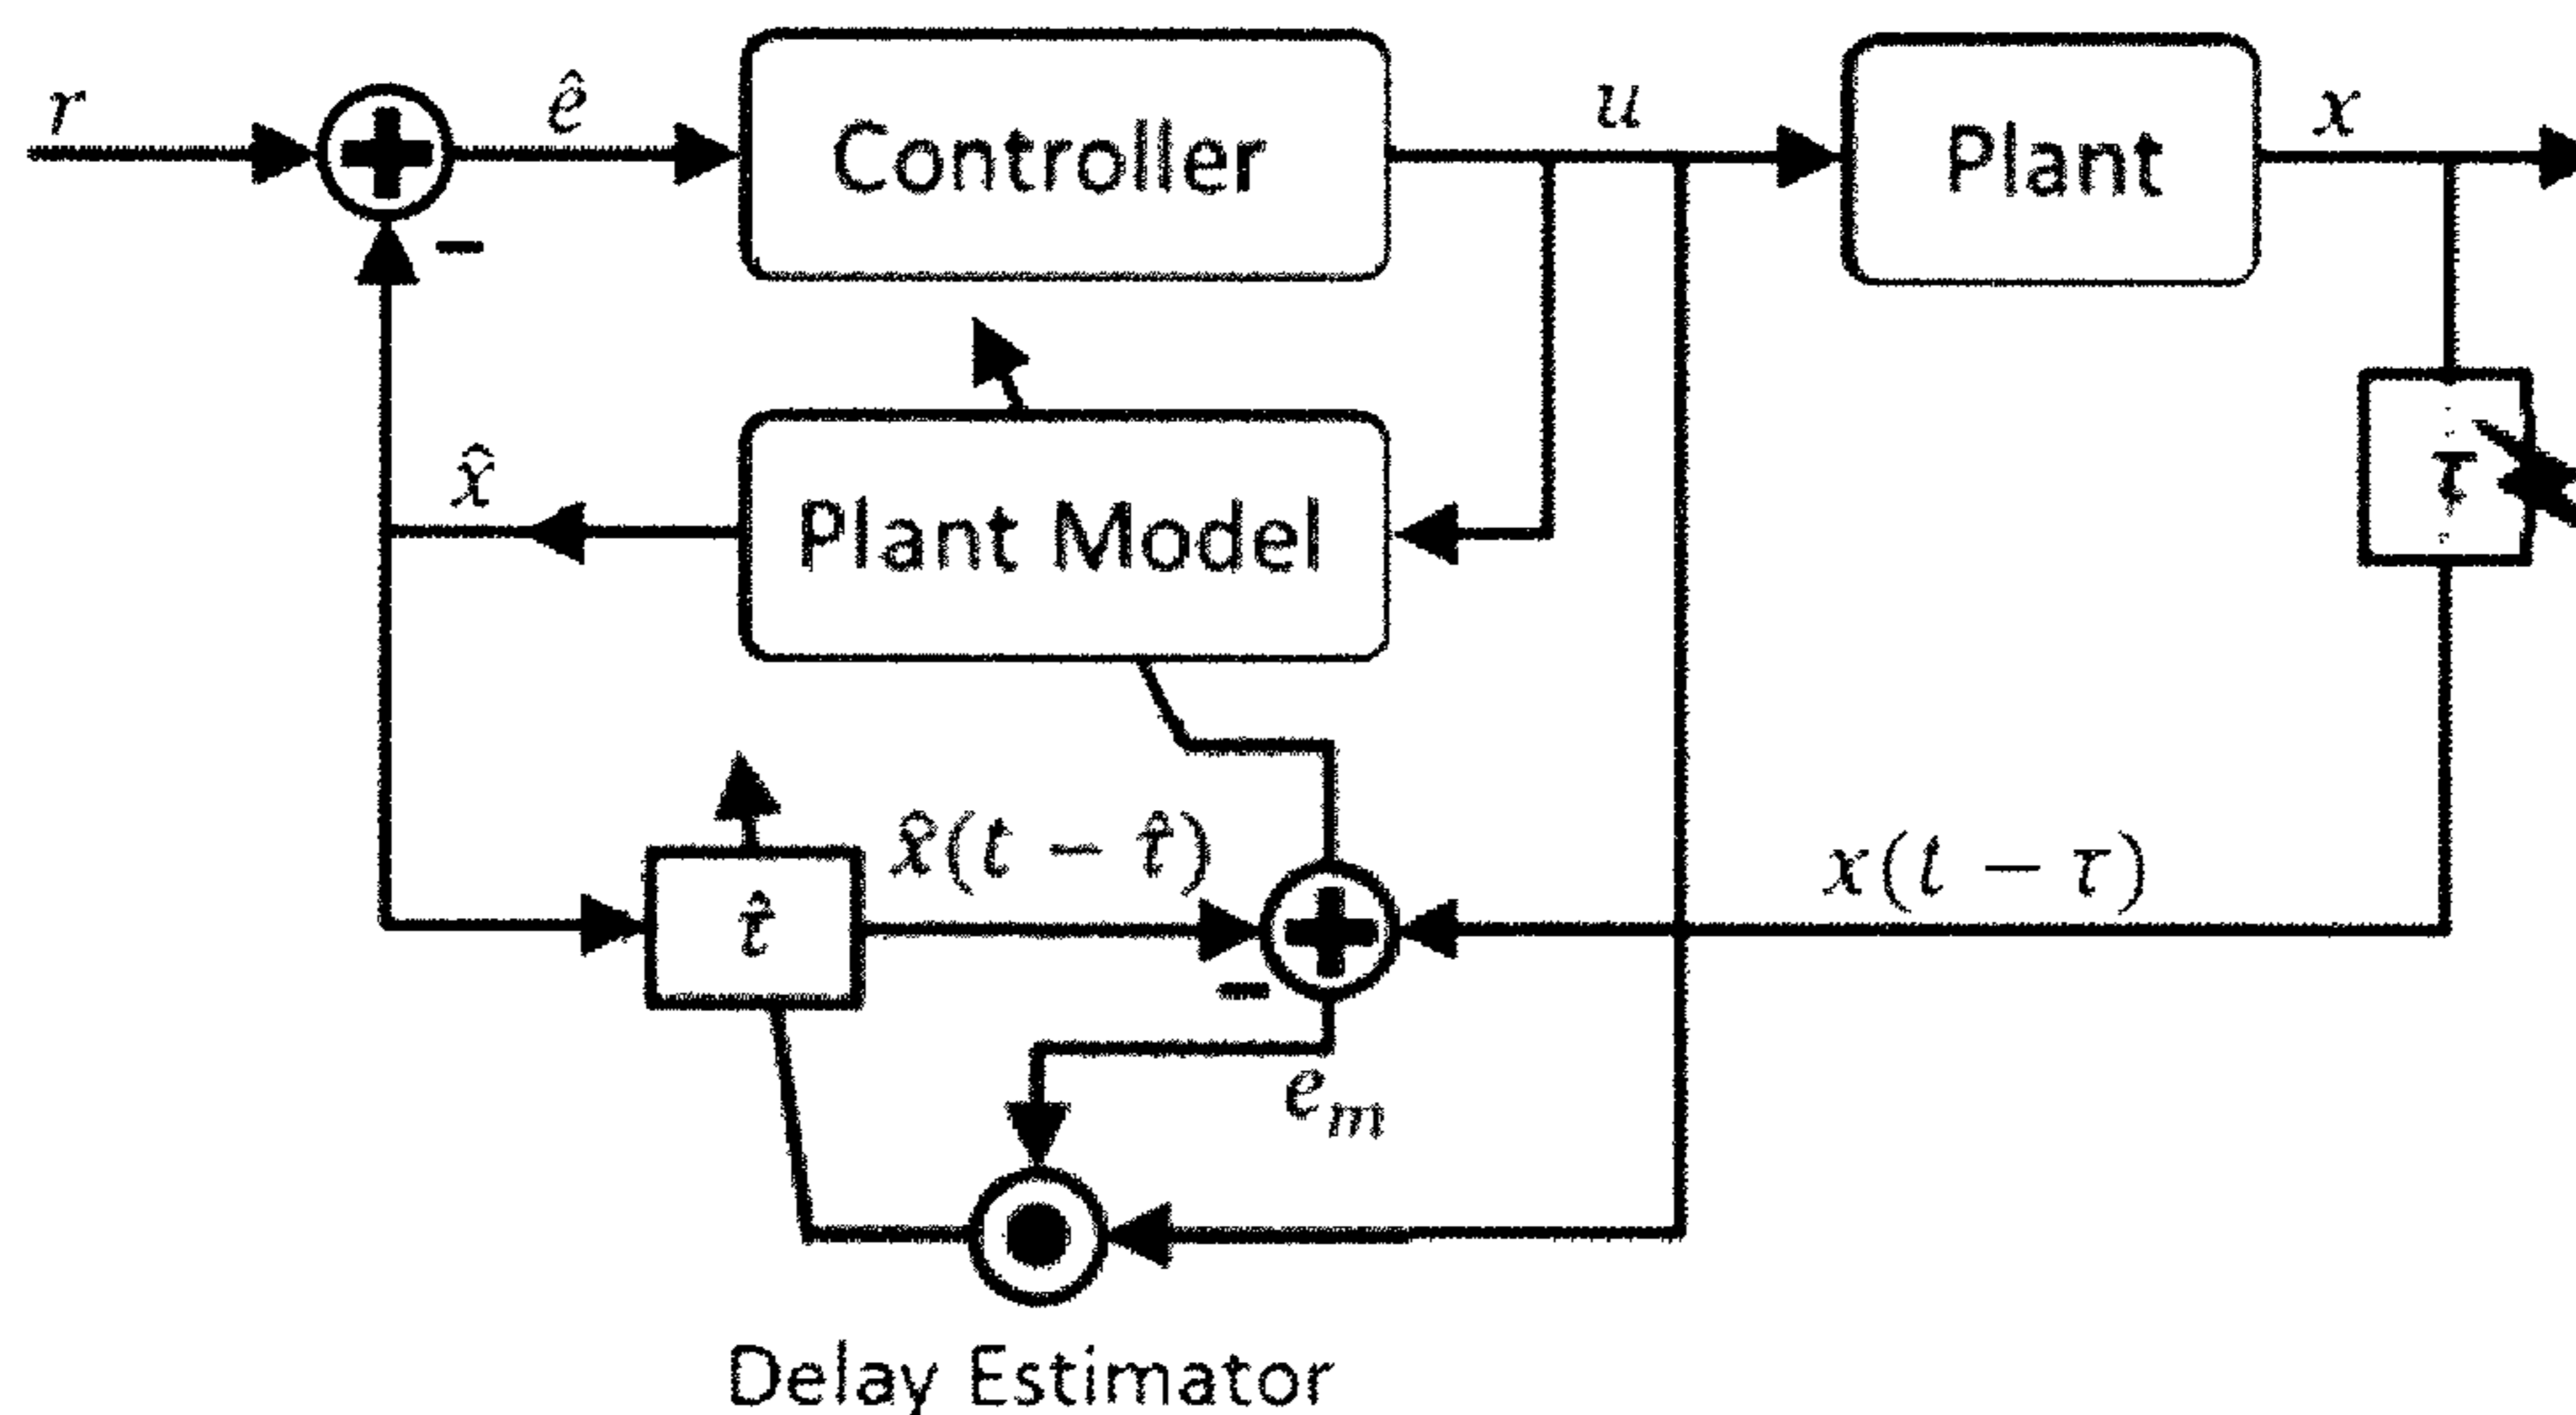 r
ê
Controller
u
Plant
x
x̂
Plant Model
τ
x̂(t − τ̂)
x(t − τ)
τ̂
e_m
Delay Estimator